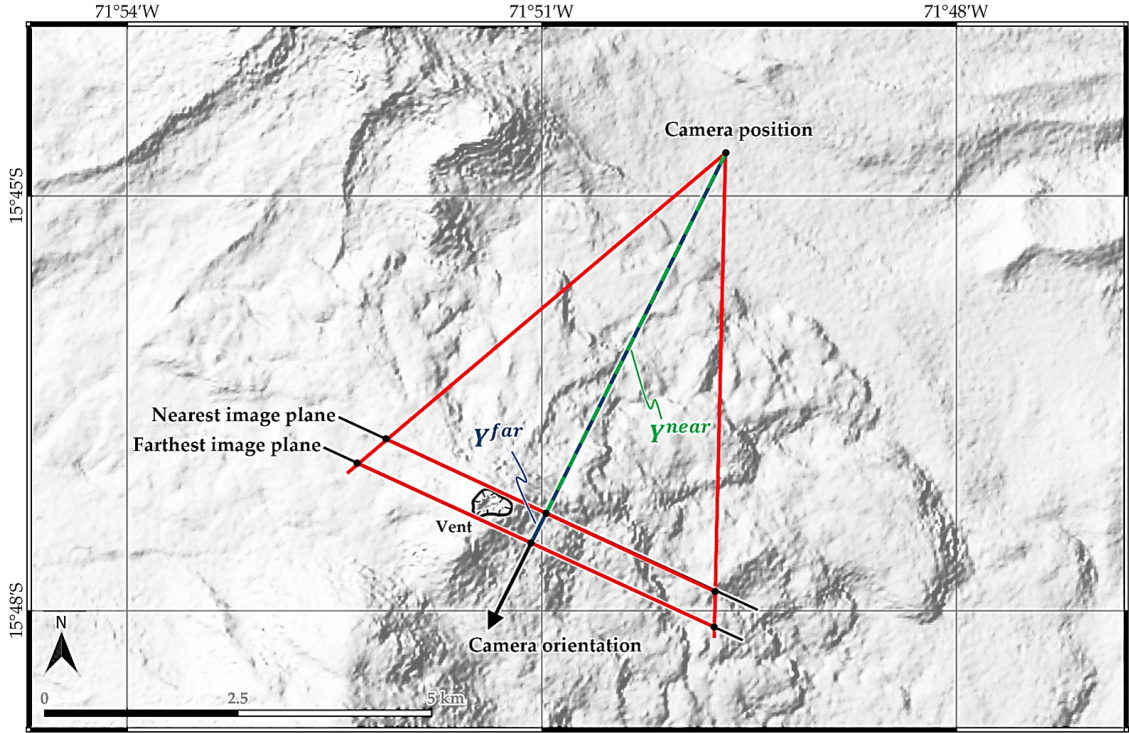 71°54′W 71°51′W 71°48′W
Camera position
15°45′S
Nearest image plane
Farthest image plane
Y^far
Y^near
Vent
15°48′S
Camera orientation
N
0 2.5 5 km